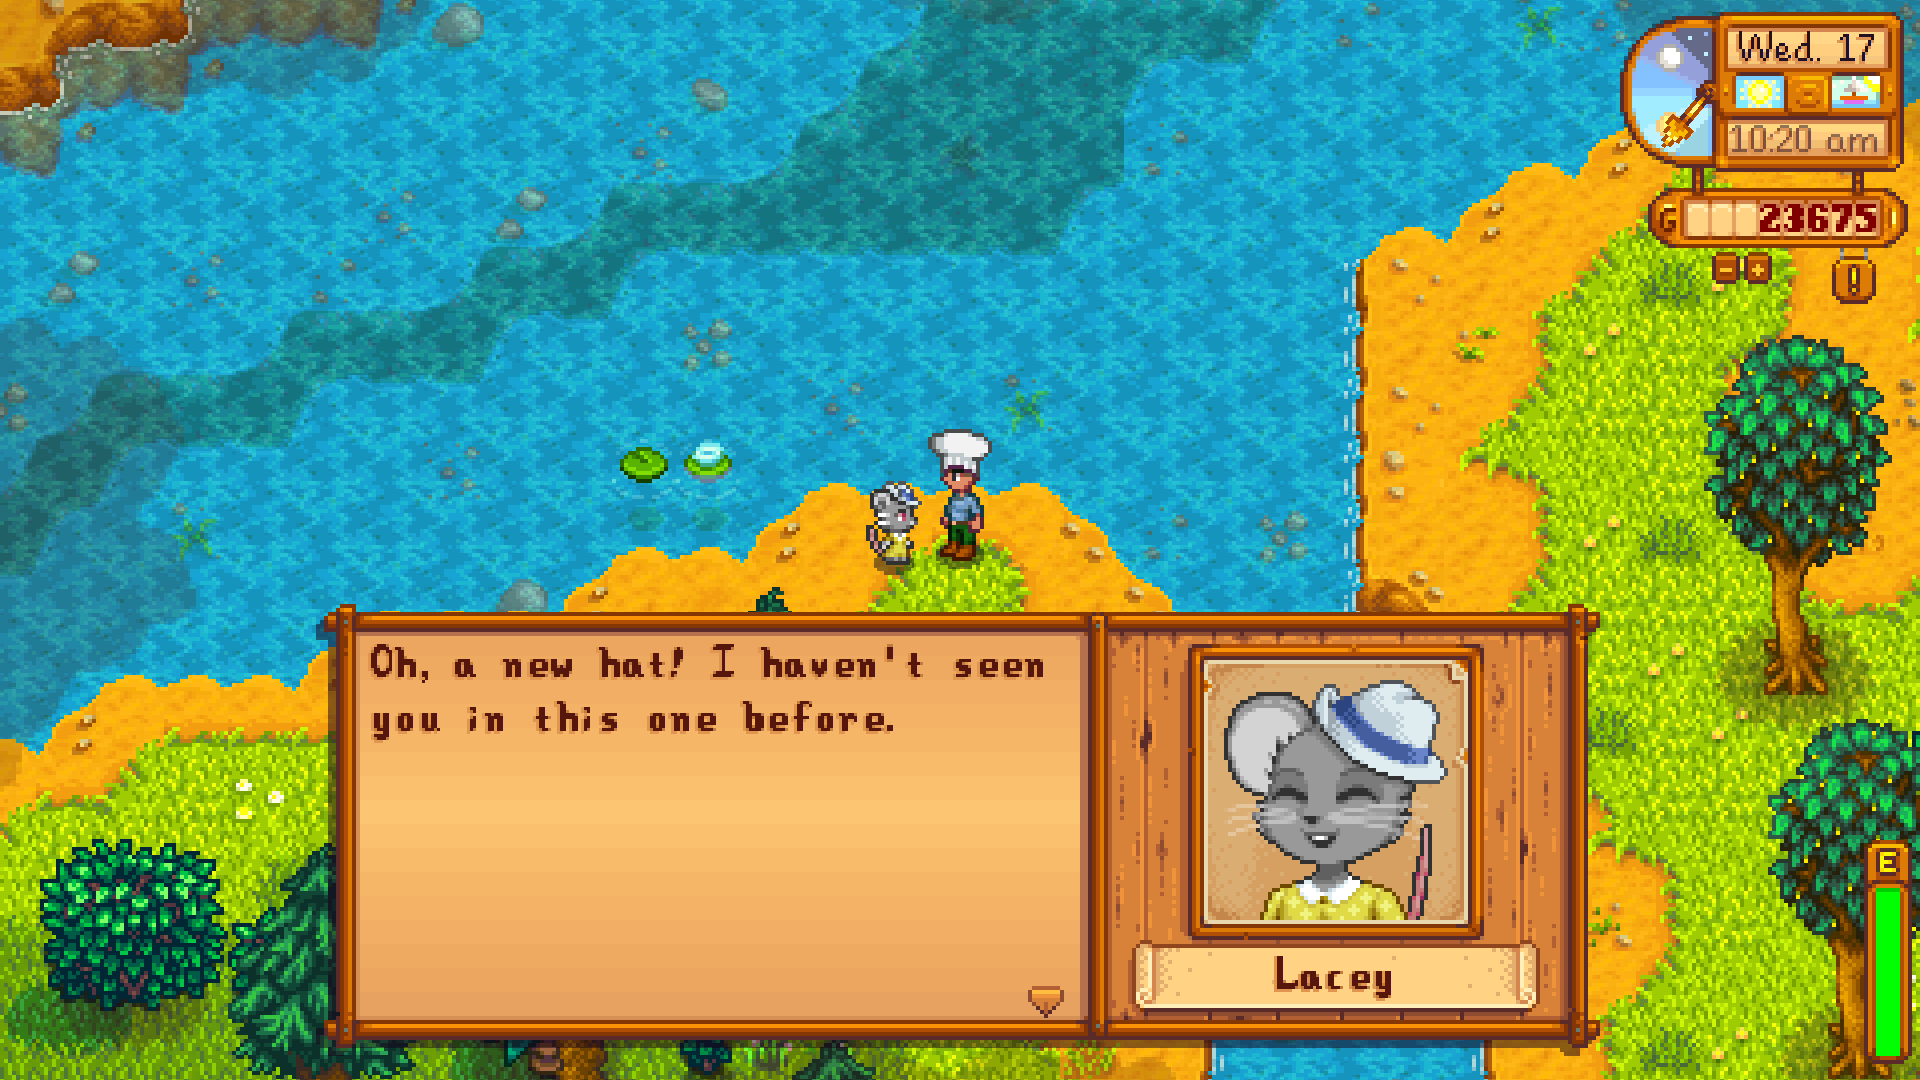 Wed. 17
10:20 am
G 23675
- +
!
Oh, a new hat! I haven't seen
you in this one before.
Lacey
E